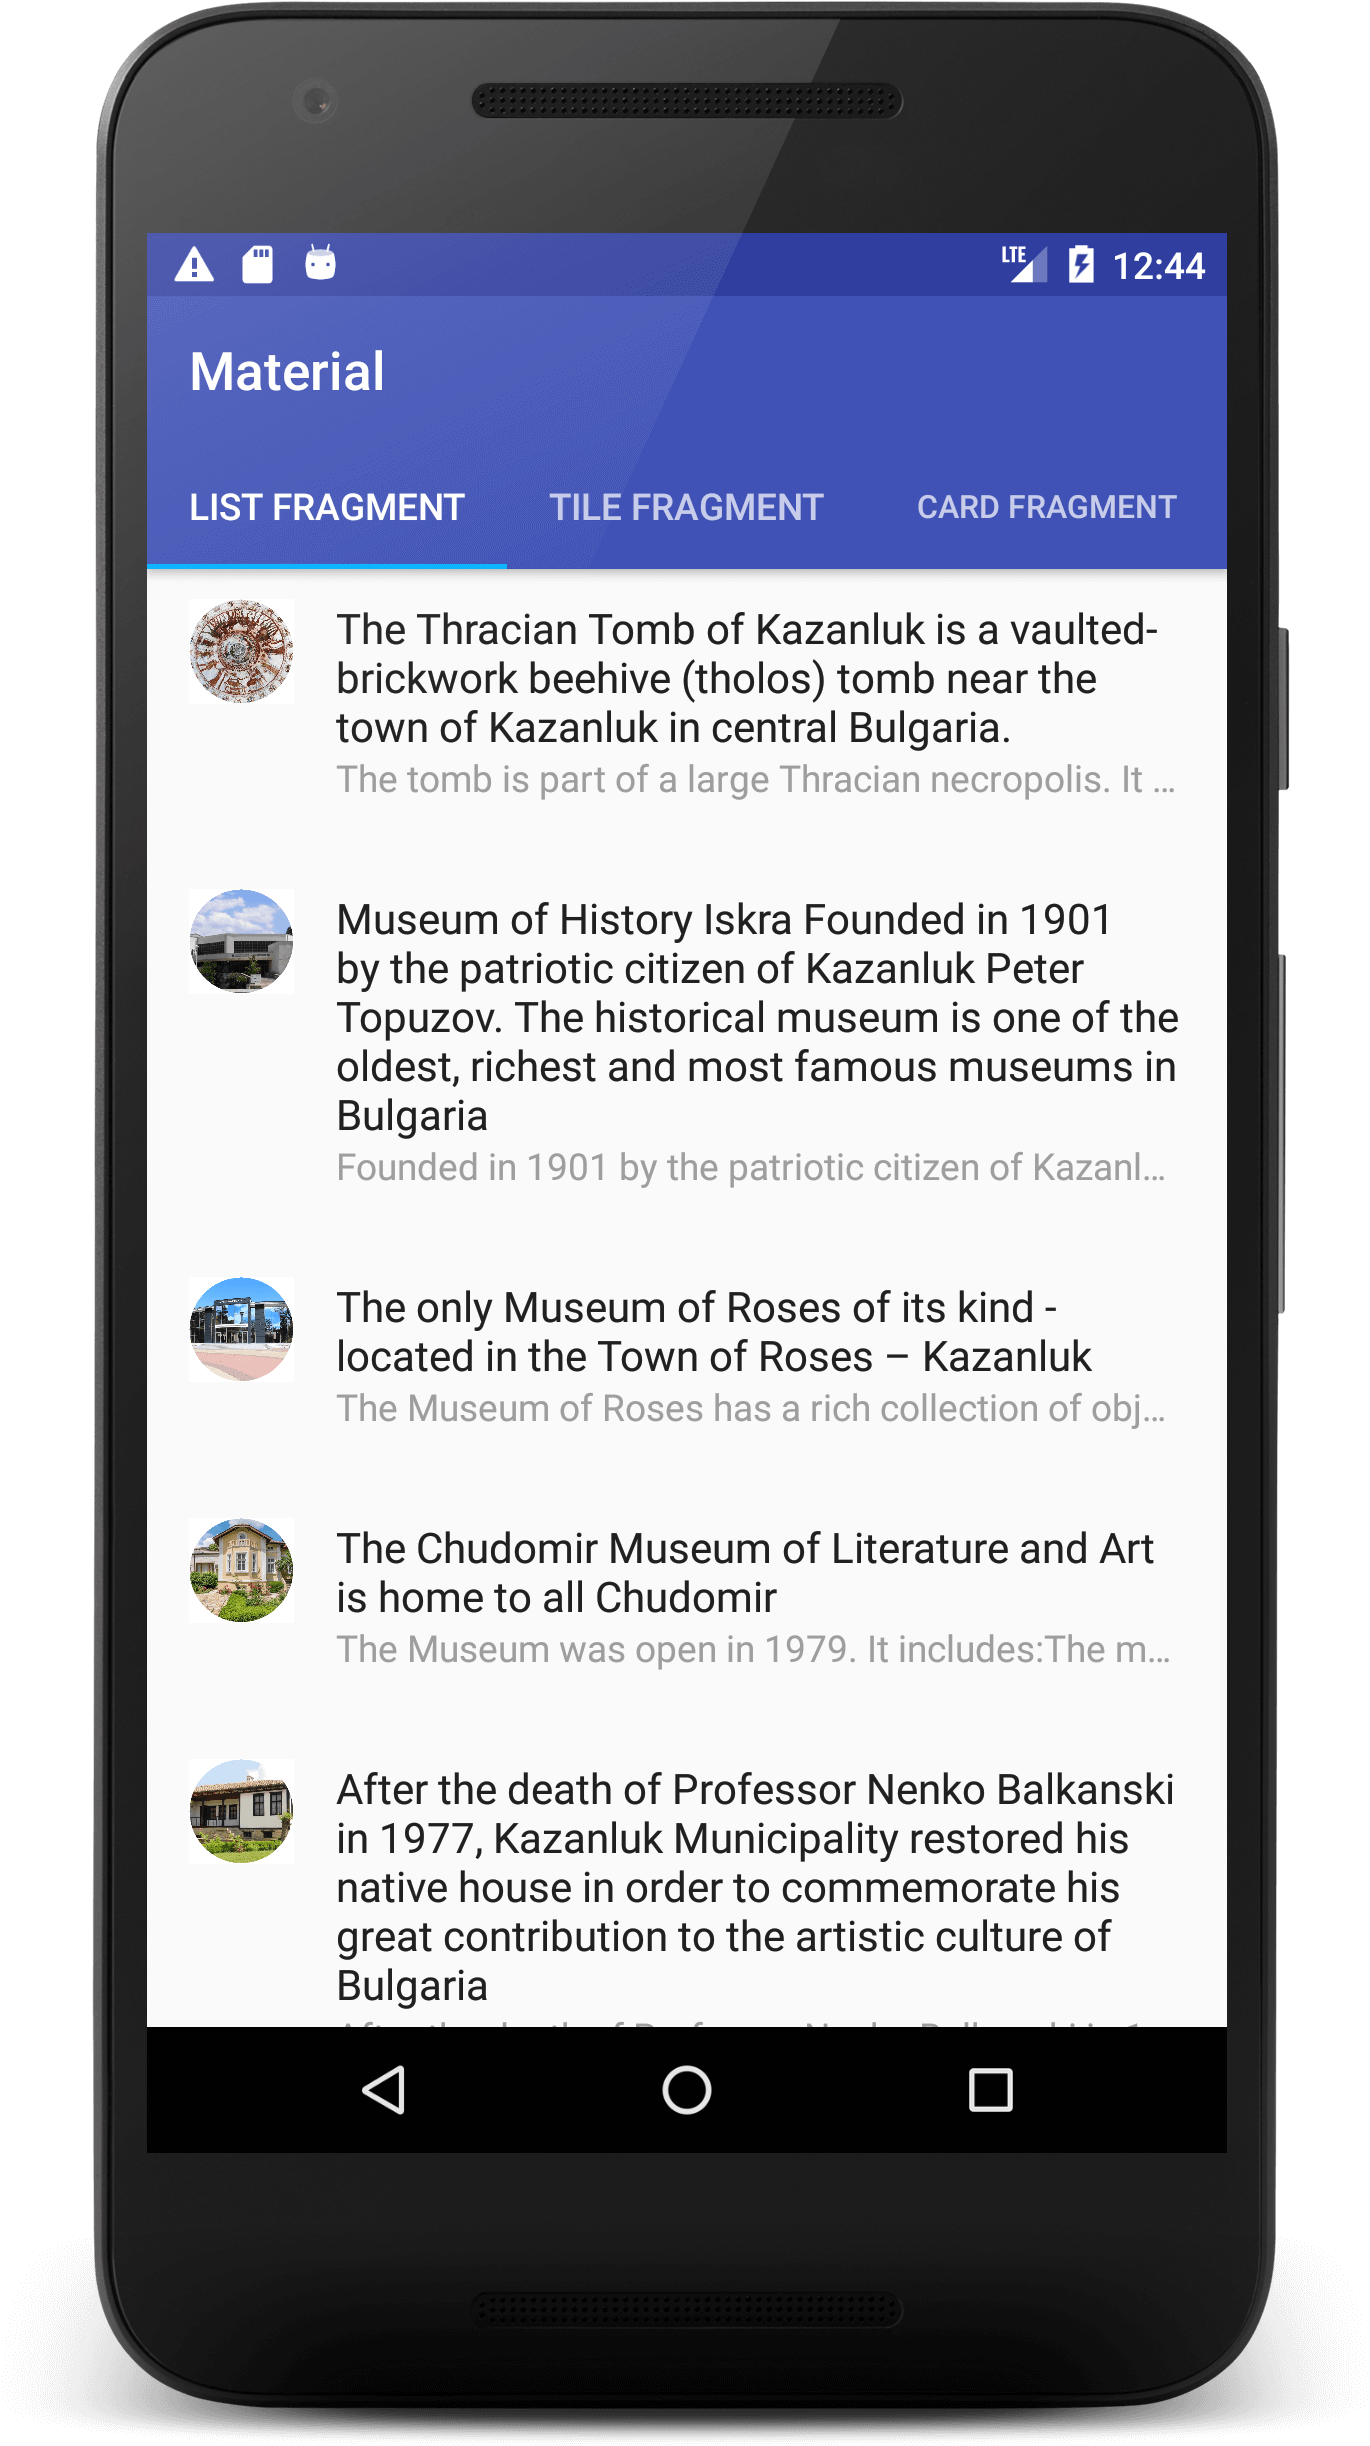 LTE 12:44
Material
LIST FRAGMENT TILE FRAGMENT CARD FRAGMENT
The Thracian Tomb of Kazanluk is a vaulted-
brickwork beehive (tholos) tomb near the
town of Kazanluk in central Bulgaria.
The tomb is part of a large Thracian necropolis. It ...
Museum of History Iskra Founded in 1901
by the patriotic citizen of Kazanluk Peter
Topuzov. The historical museum is one of the
oldest, richest and most famous museums in
Bulgaria
Founded in 1901 by the patriotic citizen of Kazanl...
The only Museum of Roses of its kind -
located in the Town of Roses – Kazanluk
The Museum of Roses has a rich collection of obj...
The Chudomir Museum of Literature and Art
is home to all Chudomir
The Museum was open in 1979. It includes:The m...
After the death of Professor Nenko Balkanski
in 1977, Kazanluk Municipality restored his
native house in order to commemorate his
great contribution to the artistic culture of
Bulgaria